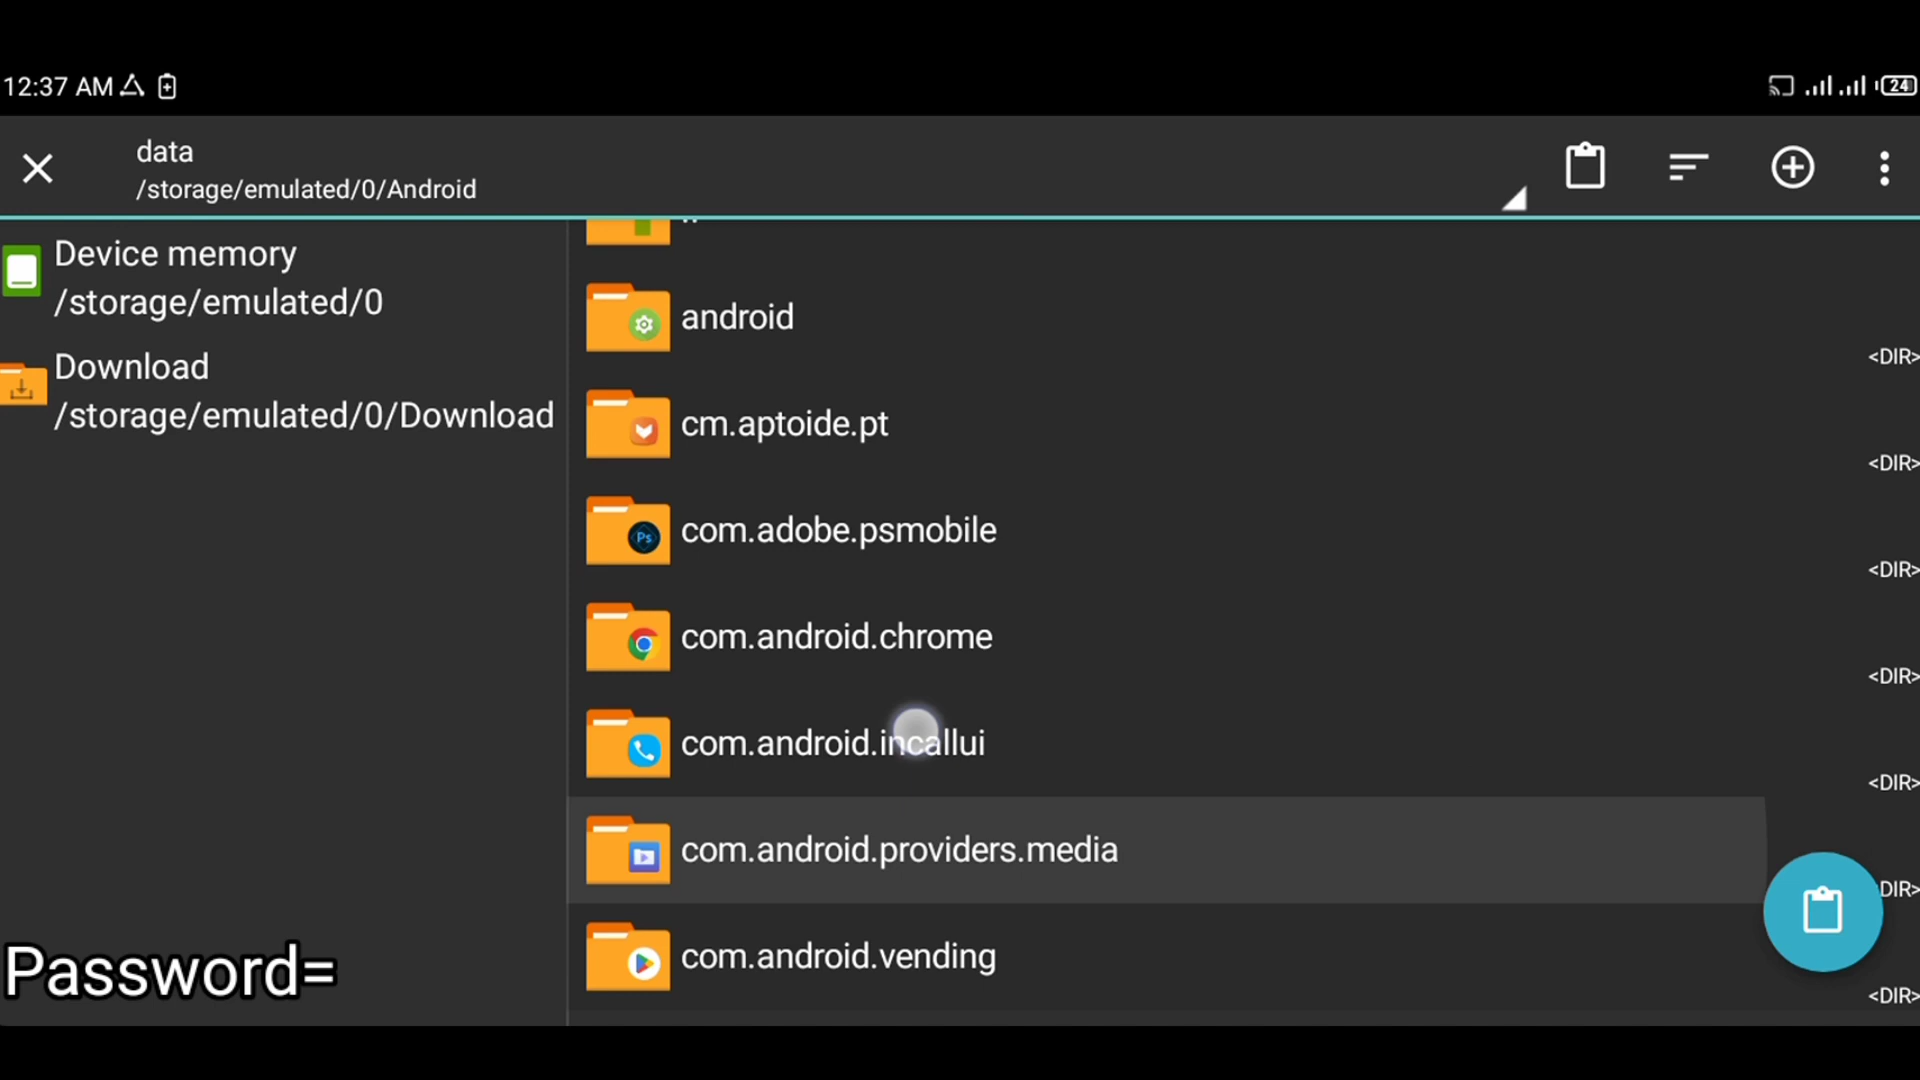 12:37 AM
24
data
/storage/emulated/0/Android
Device memory
/storage/emulated/0
Download
/storage/emulated/0/Download
..
android
<DIR>
cm.aptoide.pt
<DIR>
Ps
com.adobe.psmobile
<DIR>
com.android.chrome
<DIR>
com.android.incallui
<DIR>
com.android.providers.media
DIR>
com.android.vending
<DIR>
Password=